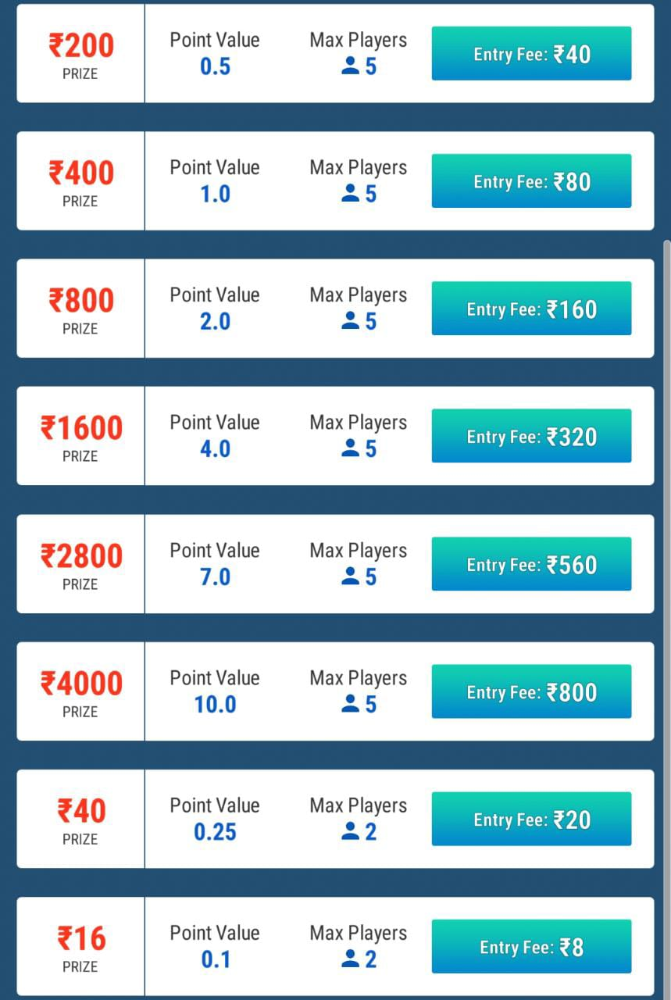 ₹200 Point Value Max Players Entry Fee: ₹40
PRIZE 0.5 5
₹400 Point Value Max Players Entry Fee: ₹80
PRIZE 1.0 5
₹800 Point Value Max Players Entry Fee: ₹160
PRIZE 2.0 5
₹1600 Point Value Max Players Entry Fee: ₹320
PRIZE 4.0 5
₹2800 Point Value Max Players Entry Fee: ₹560
PRIZE 7.0 5
₹4000 Point Value Max Players Entry Fee: ₹800
PRIZE 10.0 5
₹40 Point Value Max Players Entry Fee: ₹20
PRIZE 0.25 2
₹16 Point Value Max Players Entry Fee: ₹8
PRIZE 0.1 2